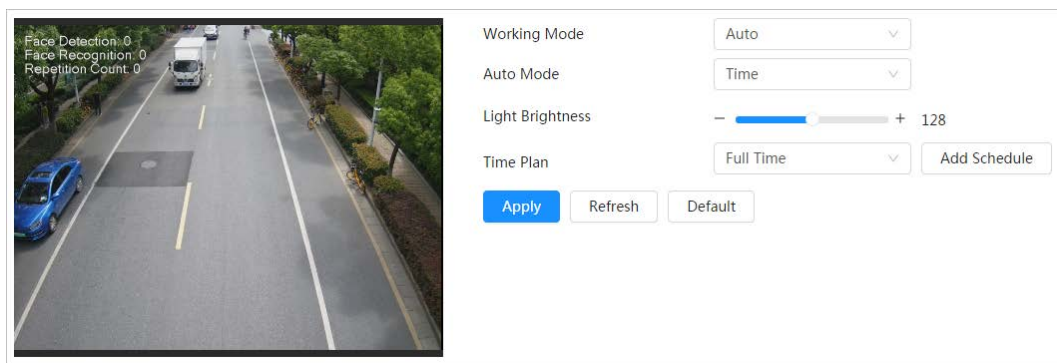 Face Detection: 0
Face Recognition: 0
Repetition Count: 0
Working Mode Auto
Auto Mode Time
Light Brightness − + 128
Time Plan Full Time Add Schedule
Apply Refresh Default